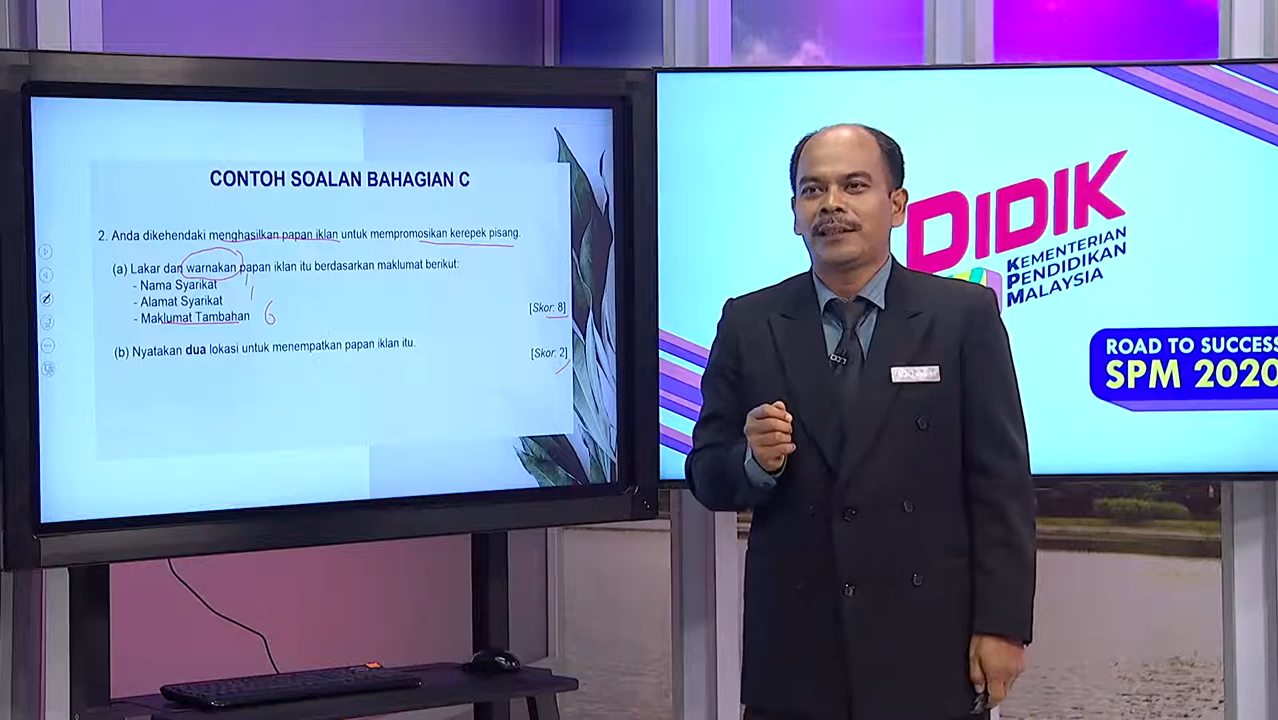 CONTOH SOALAN BAHAGIAN C
2. Anda dikehendaki menghasilkan papan iklan untuk mempromosikan kerepek pisang.
(a) Lakar dan warnakan papan iklan itu berdasarkan maklumat berikut:
- Nama Syarikat 1
- Alamat Syarikat 1
- Maklumat Tambahan 6
[Skor: 8]
(b) Nyatakan dua lokasi untuk menempatkan papan iklan itu.
[Skor: 2]
DIDIK
KEMENTERIAN
PENDIDIKAN
MALAYSIA
ROAD TO SUCCESS
SPM 2020